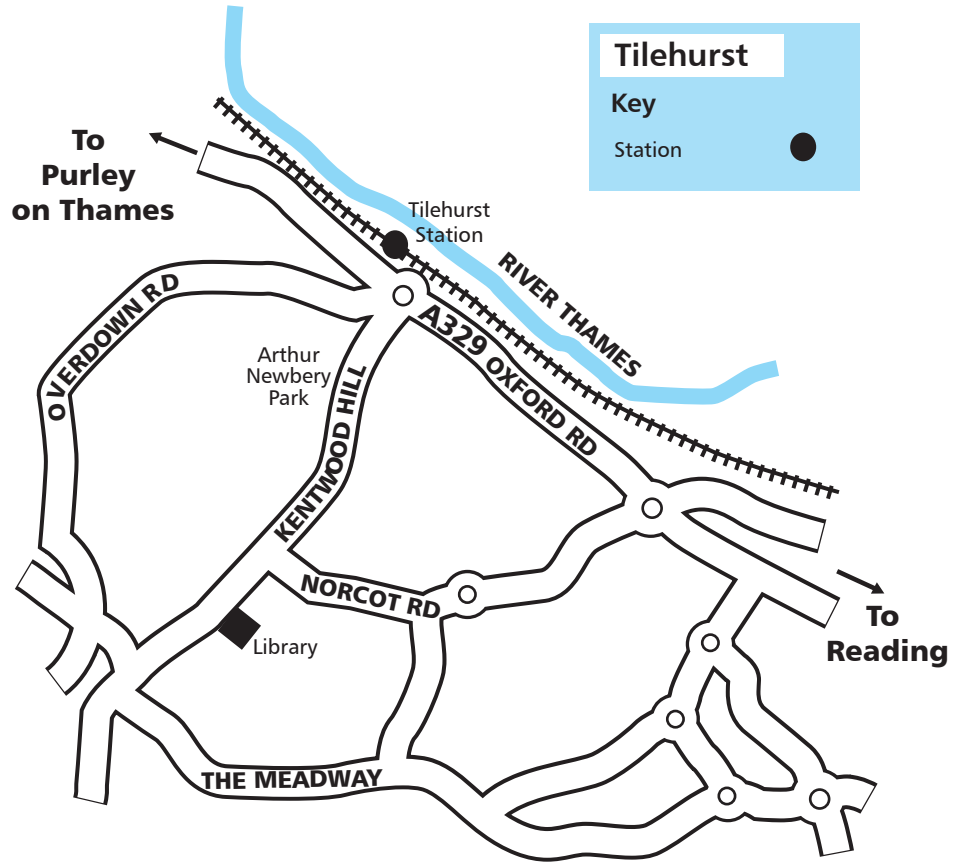 Tilehurst
Key
Station
To
Purley
on Thames
Tilehurst
Station
RIVER THAMES
OVERDOWN RD
A329 OXFORD RD
Arthur
Newbery
Park
KENTWOOD HILL
NORCOT RD
Library
To
Reading
THE MEADWAY